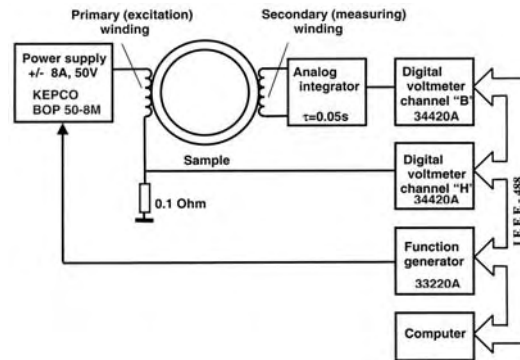 Primary (excitation)
winding
Secondary (measuring)
winding
Power supply
+/- 8A, 50V
KEPCO
BOP 50-8M
Analog
integrator
τ=0.05s
Digital
voltmeter
channel "B"
34420A
Sample
0.1 Ohm
Digital
voltmeter
channel "H"
34420A
Function
generator
33220A
Computer
I.E.E.E.-488